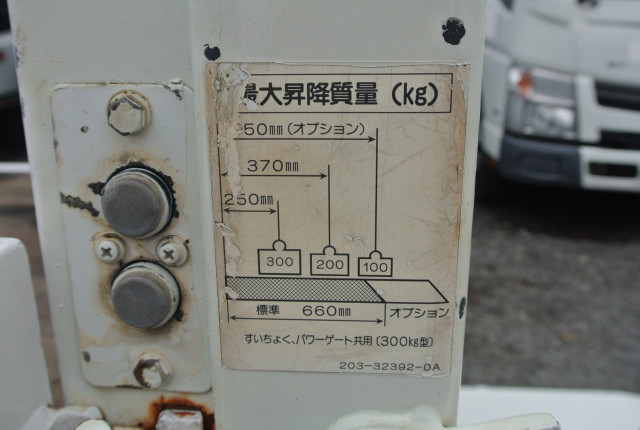 最大昇降質量 (kg)
50mm (オプション)
370mm
250mm
300 200 100
標準 660mm オプション
すいちょく、パワーゲート共用 (300kg型)
203-32392-0A